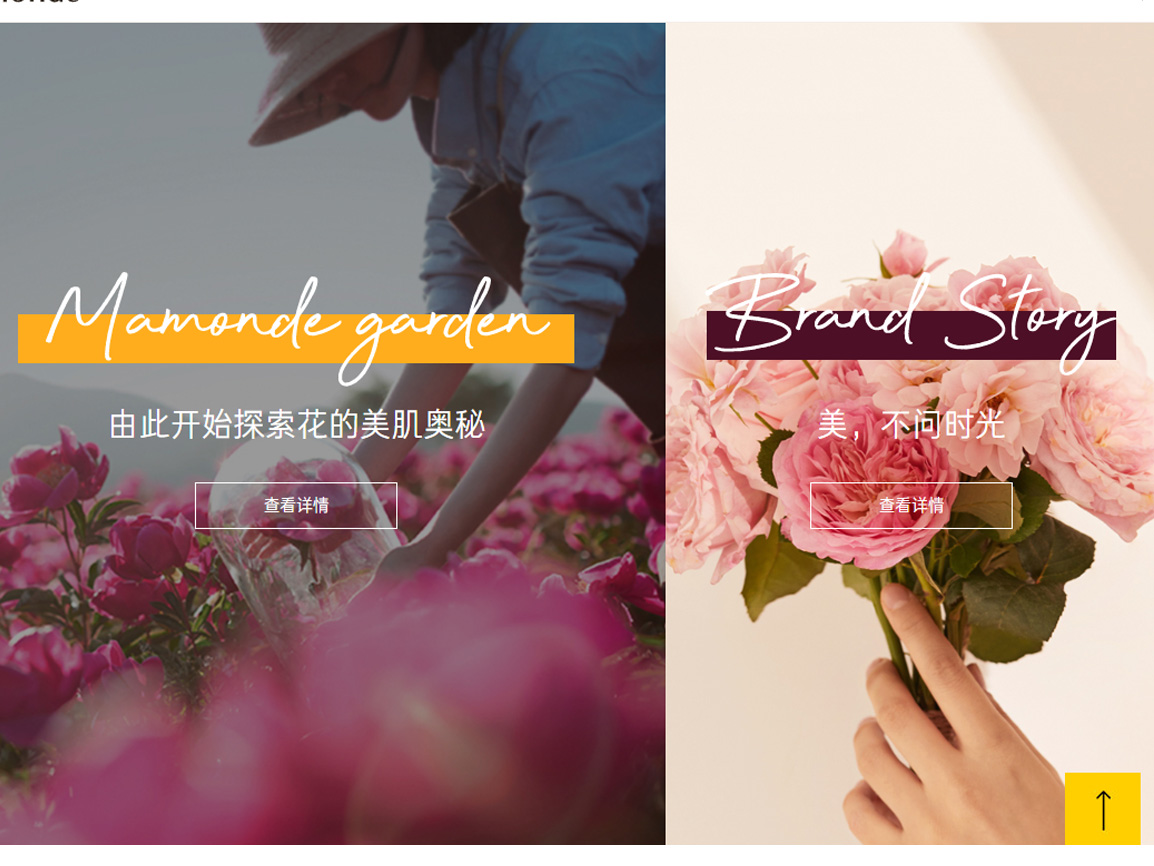 Mamonde garden
由此开始探索花的美肌奥秘
查看详情
Brand Story
美，不问时光
查看详情